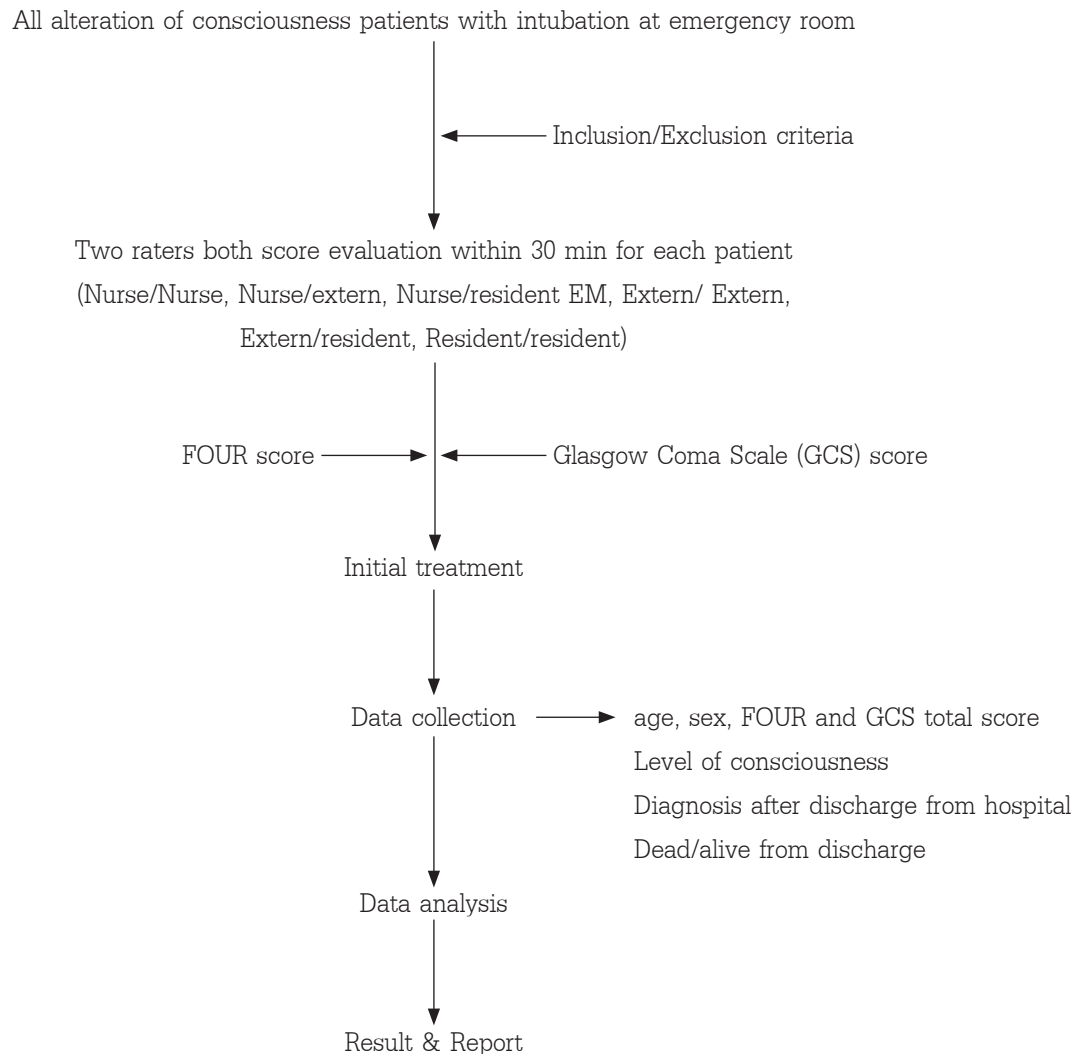 All alteration of consciousness patients with intubation at emergency room
Inclusion/Exclusion criteria
Two raters both score evaluation within 30 min for each patient
(Nurse/Nurse, Nurse/extern, Nurse/resident EM, Extern/ Extern,
Extern/resident, Resident/resident)
FOUR score
Glasgow Coma Scale (GCS) score
Initial treatment
Data collection
age, sex, FOUR and GCS total score
Level of consciousness
Diagnosis after discharge from hospital
Dead/alive from discharge
Data analysis
Result & Report